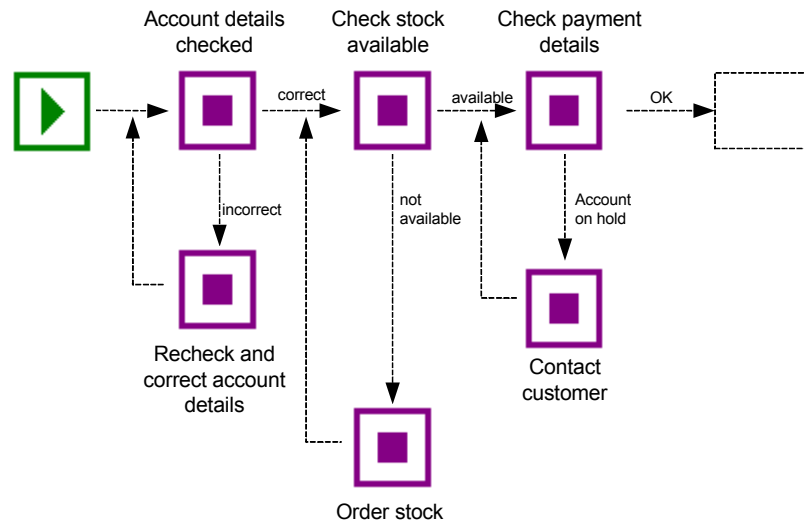 Account details
checked
Check stock
available
Check payment
details
correct
available
OK
incorrect
not
available
Account
on hold
Recheck and
correct account
details
Contact
customer
Order stock